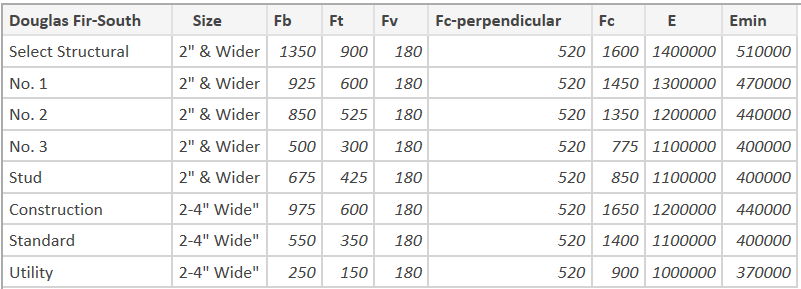 Douglas Fir-South Size Fb Ft Fv Fc-perpendicular Fc E Emin
Select Structural 2" & Wider 1350 900 180 520 1600 1400000 510000
No. 1 2" & Wider 925 600 180 520 1450 1300000 470000
No. 2 2" & Wider 850 525 180 520 1350 1200000 440000
No. 3 2" & Wider 500 300 180 520 775 1100000 400000
Stud 2" & Wider 675 425 180 520 850 1100000 400000
Construction 2-4" Wide" 975 600 180 520 1650 1200000 440000
Standard 2-4" Wide" 550 350 180 520 1400 1100000 400000
Utility 2-4" Wide" 250 150 180 520 900 1000000 370000